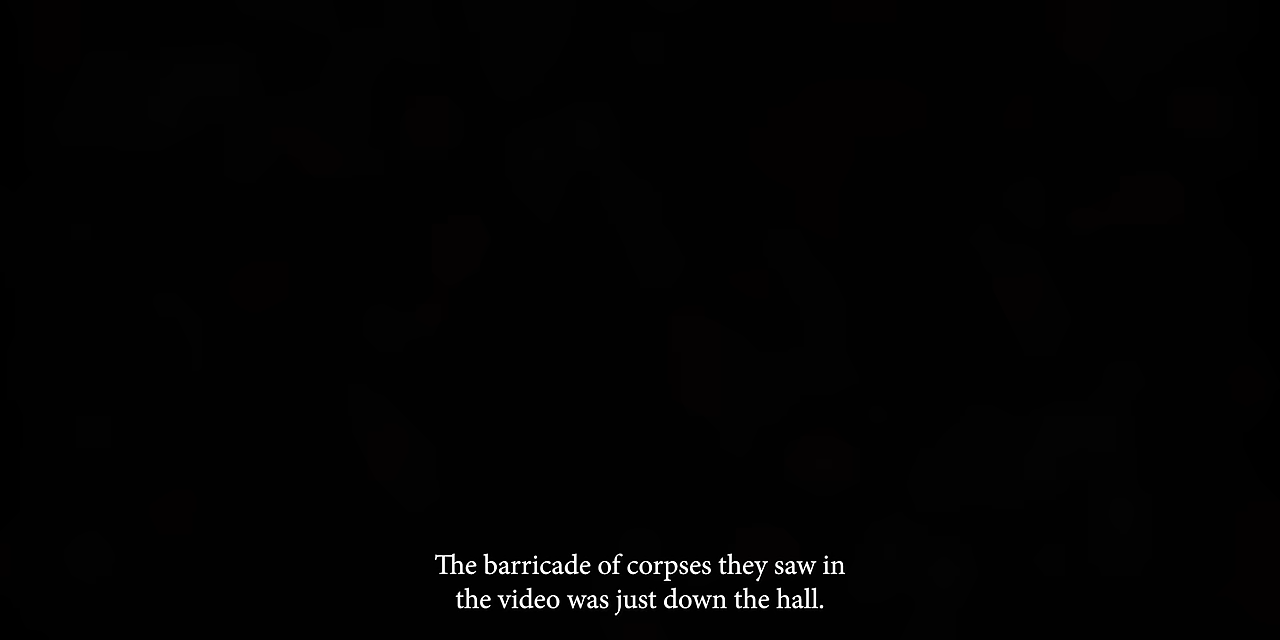 The barricade of corpses they saw in
the video was just down the hall.